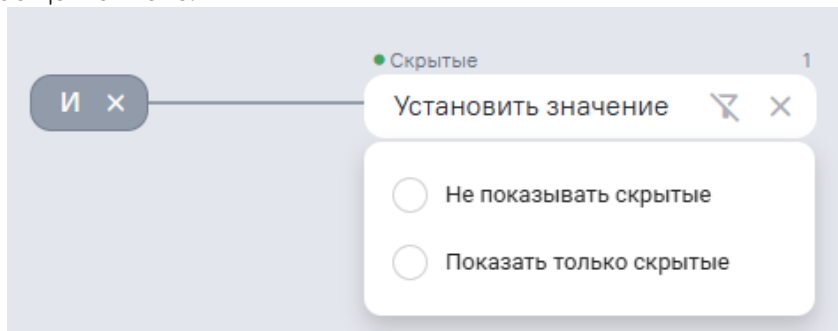 Скрытые 1
И
Установить значение
Не показывать скрытые
Показать только скрытые